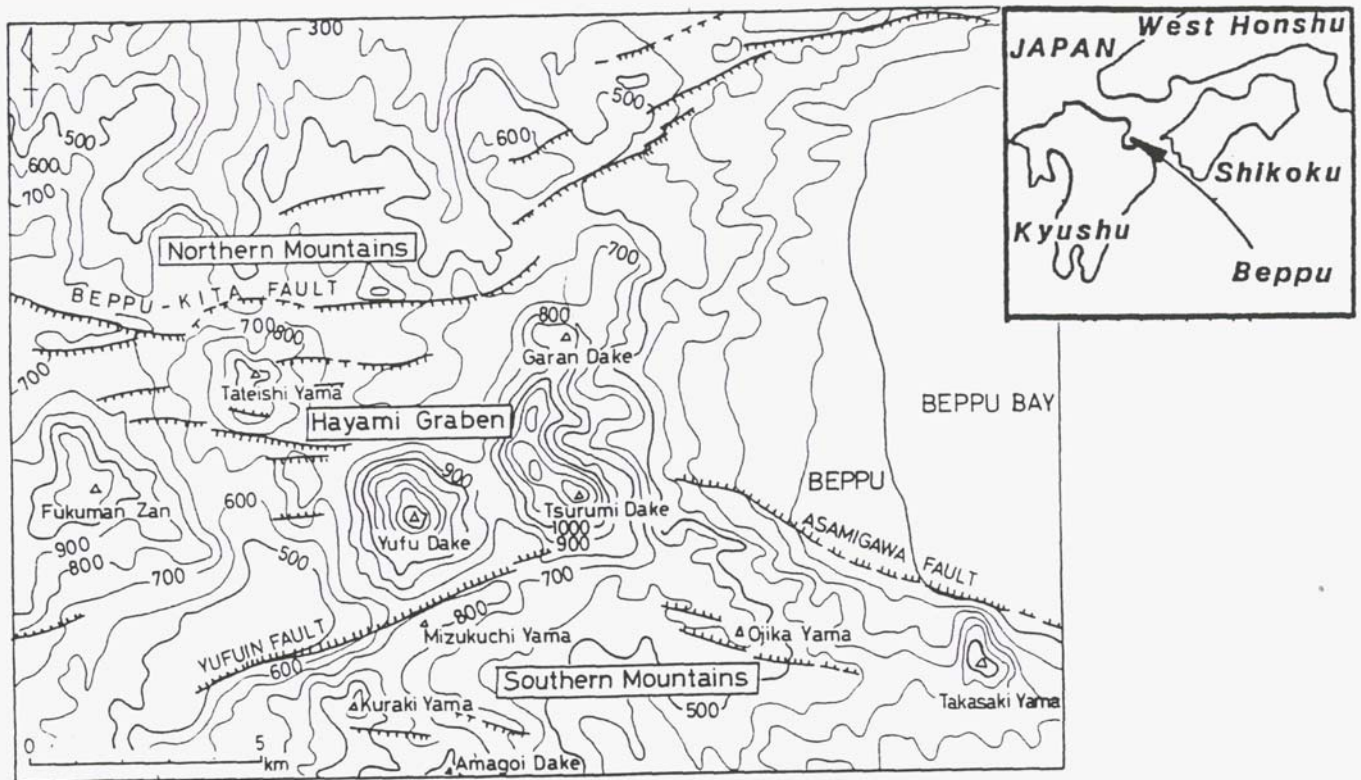 300
500
600
700
500
600
Northern Mountains
BEPPU-KITA FAULT
700
800
700
Tateishi Yama
Hayami Graben
700
800
Garan Dake
BEPPU BAY
BEPPU
Fukuman Zan
900
800
700
600
500
900
Yufu Dake
Tsurumi Dake
1000
900
700
ASAMIGAWA FAULT
YUFUIN FAULT
600
800
Mizukuchi Yama
Ojika Yama
Southern Mountains
500
Kuraki Yama
Takasaki Yama
Amagoi Dake
0 5
km
JAPAN
West Honshu
Shikoku
Kyushu
Beppu